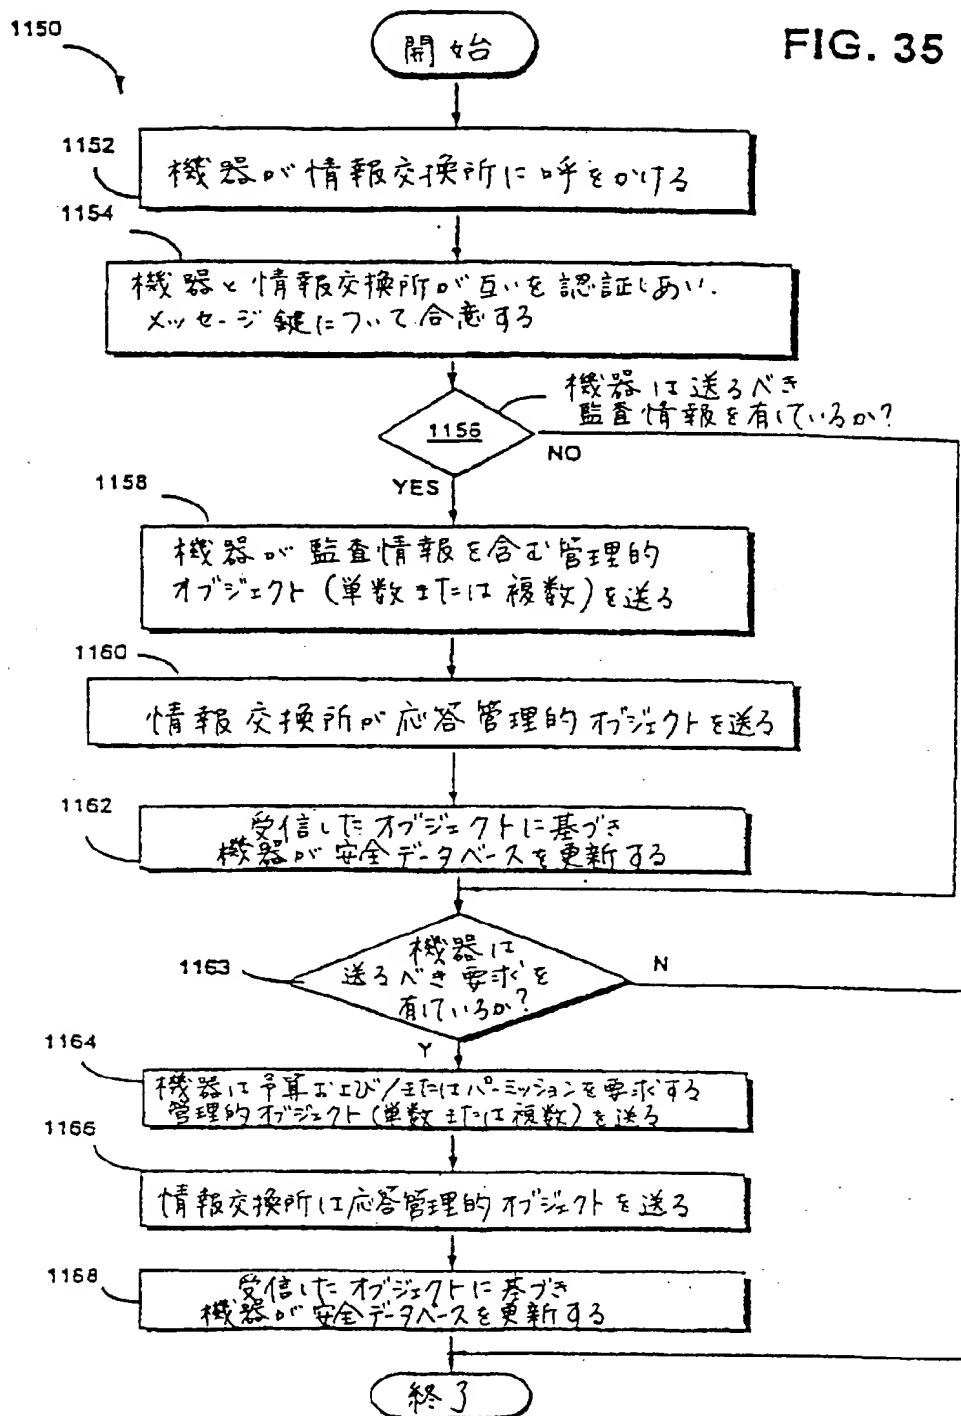 1150
開始
FIG. 35
1152
機器が情報交換所に呼をかける
1154
機器と情報交換所が互いを認証しあい、
メッセージ鍵について合意する
1156
機器は送るべき
監査情報を有しているか?
NO
YES
1158
機器が監査情報を含む管理的
オブジェクト(単数または複数)を送る
1160
情報交換所が応答管理的オブジェクトを送る
1162
受信したオブジェクトに基づき
機器が安全データベースを更新する
1163
機器は
送るべき要求を
有しているか?
N
Y
1164
機器は予算および/またはパーミッションを要求する
管理的オブジェクト(単数または複数)を送る
1166
情報交換所は応答管理的オブジェクトを送る
1168
受信したオブジェクトに基づき
機器が安全データベースを更新する
終了